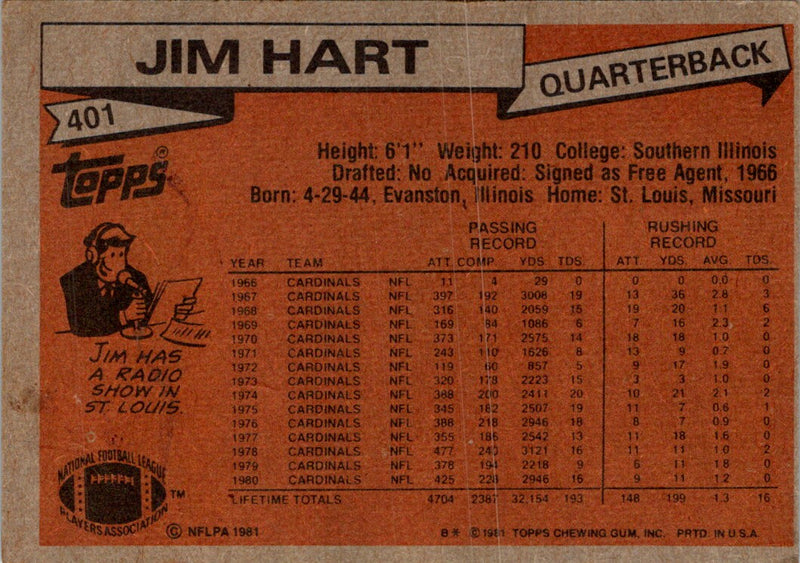 JIM HART
QUARTERBACK
401
Topps®
Height: 6'1" Weight: 210 College: Southern Illinois
Drafted: No Acquired: Signed as Free Agent, 1966
Born: 4-29-44, Evanston, Illinois Home: St. Louis, Missouri
PASSING RECORD RUSHING RECORD
YEAR TEAM ATT. COMP. YDS. TDS. ATT. YDS. AVG. TDS.
1966 CARDINALS NFL 11 4 29 0 0 0 0.0 0
1967 CARDINALS NFL 397 192 3008 19 13 36 2.8 3
1968 CARDINALS NFL 316 140 2059 15 19 20 1.1 6
1969 CARDINALS NFL 169 84 1086 6 7 16 2.3 2
1970 CARDINALS NFL 373 171 2575 14 18 18 1.0 0
1971 CARDINALS NFL 243 110 1626 8 13 9 0.7 0
1972 CARDINALS NFL 119 60 857 5 9 17 1.9 0
1973 CARDINALS NFL 320 178 2223 15 3 3 1.0 0
1974 CARDINALS NFL 388 200 2411 20 10 21 2.1 2
1975 CARDINALS NFL 345 182 2507 19 11 7 0.6 1
1976 CARDINALS NFL 388 218 2946 18 8 7 0.9 0
1977 CARDINALS NFL 355 186 2542 13 11 18 1.6 0
1978 CARDINALS NFL 477 240 3121 16 11 11 1.0 2
1979 CARDINALS NFL 378 194 2218 9 6 11 1.8 0
1980 CARDINALS NFL 425 228 2946 16 9 11 1.2 0
LIFETIME TOTALS 4704 2387 32,154 193 148 199 1.3 16
JIM HAS
A RADIO
SHOW IN
ST. LOUIS.
NATIONAL FOOTBALL LEAGUE
PLAYERS ASSOCIATION
™
© NFLPA 1981
B* © 1981 TOPPS CHEWING GUM, INC. PRTD. IN U.S.A.